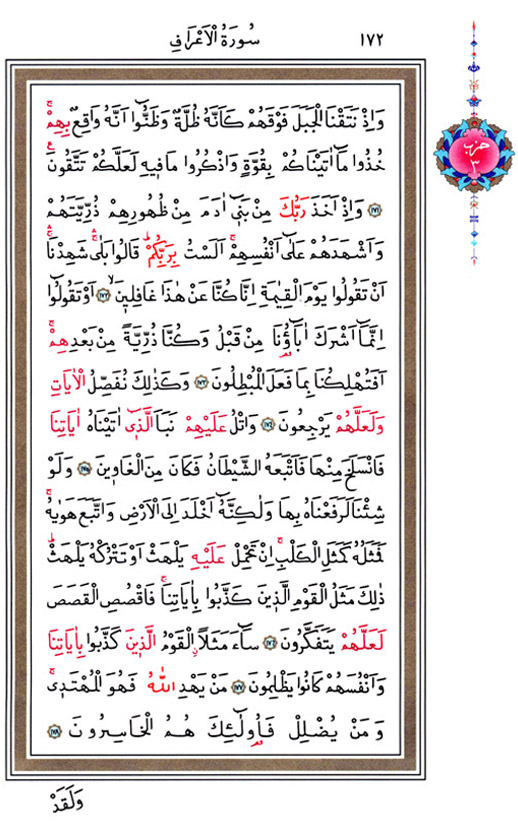 ١٧٢ سُورَةُ الْاَعْرَافِ
حزب ٣
وَاِذْ نَتَقْنَا الْجَبَلَ فَوْقَهُمْ كَاَنَّهُ ظُلَّةٌ وَظَنُّٓوا اَنَّهُ وَاقِعٌ بِهِمْۚ
خُذُوا مَٓا اٰتَيْنَاكُمْ بِقُوَّةٍ وَاذْكُرُوا مَا ف۪يهِ لَعَلَّكُمْ تَتَّقُونَ۟
﴿١٧١﴾ وَاِذْ اَخَذَ رَبُّكَ مِنْ بَن۪ٓي اٰدَمَ مِنْ ظُهُورِهِمْ ذُرِّيَّتَهُمْ
وَاَشْهَدَهُمْ عَلٰٓى اَنْفُسِهِمْۚ اَلَسْتُ بِرَبِّكُمْۜ قَالُوا بَلٰىۚۛ شَهِدْنَاۚۛ
اَنْ تَقُولُوا يَوْمَ الْقِيٰمَةِ اِنَّا كُنَّا عَنْ هٰذَا غَافِل۪ينَۙ ﴿١٧٢﴾ اَوْ تَقُولُٓوا
اِنَّمَٓا اَشْرَكَ اٰبَٓاؤُ۬نَا مِنْ قَبْلُ وَكُنَّا ذُرِّيَّةً مِنْ بَعْدِهِمْۚ
اَفَتُهْلِكُنَا بِمَا فَعَلَ الْمُبْطِلُونَ ﴿١٧٣﴾ وَكَذٰلِكَ نُفَصِّلُ الْاٰيَاتِ
وَلَعَلَّهُمْ يَرْجِعُونَ ﴿١٧٤﴾ وَاتْلُ عَلَيْهِمْ نَبَاَ الَّذ۪ٓي اٰتَيْنَاهُ اٰيَاتِنَا
فَانْسَلَخَ مِنْهَا فَاَتْبَعَهُ الشَّيْطَانُ فَكَانَ مِنَ الْغَاو۪ينَ ﴿١٧٥﴾ وَلَوْ
شِئْنَا لَرَفَعْنَاهُ بِهَا وَلٰكِنَّهُٓ اَخْلَدَ اِلَى الْاَرْضِ وَاتَّبَعَ هَوٰيهُۚ
فَمَثَلُهُ كَمَثَلِ الْكَلْبِۚ اِنْ تَحْمِلْ عَلَيْهِ يَلْهَثْ اَوْ تَتْرُكْهُ يَلْهَثْۜ
ذٰلِكَ مَثَلُ الْقَوْمِ الَّذ۪ينَ كَذَّبُوا بِاٰيَاتِنَاۚ فَاقْصُصِ الْقَصَصَ
لَعَلَّهُمْ يَتَفَكَّرُونَ ﴿١٧٦﴾ سَٓاءَ مَثَلاًۨ الْقَوْمُ الَّذ۪ينَ كَذَّبُوا بِاٰيَاتِنَا
وَاَنْفُسَهُمْ كَانُوا يَظْلِمُونَ ﴿١٧٧﴾ مَنْ يَهْدِ اللّٰهُ فَهُوَ الْمُهْتَد۪يۚ
وَمَنْ يُضْلِلْ فَاُو۬لٰٓئِكَ هُمُ الْخَاسِرُونَ ﴿١٧٨﴾
وَلَقَدْ